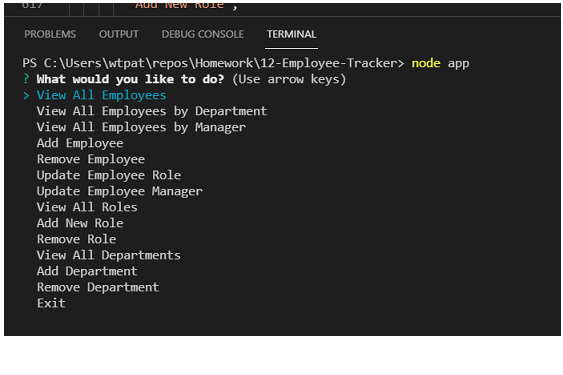 617 "Add New Role",
PROBLEMS OUTPUT DEBUG CONSOLE TERMINAL
PS C:\Users\wtpat\repos\Homework\12-Employee-Tracker> node app
? What would you like to do? (Use arrow keys)
> View All Employees
View All Employees by Department
View All Employees by Manager
Add Employee
Remove Employee
Update Employee Role
Update Employee Manager
View All Roles
Add New Role
Remove Role
View All Departments
Add Department
Remove Department
Exit